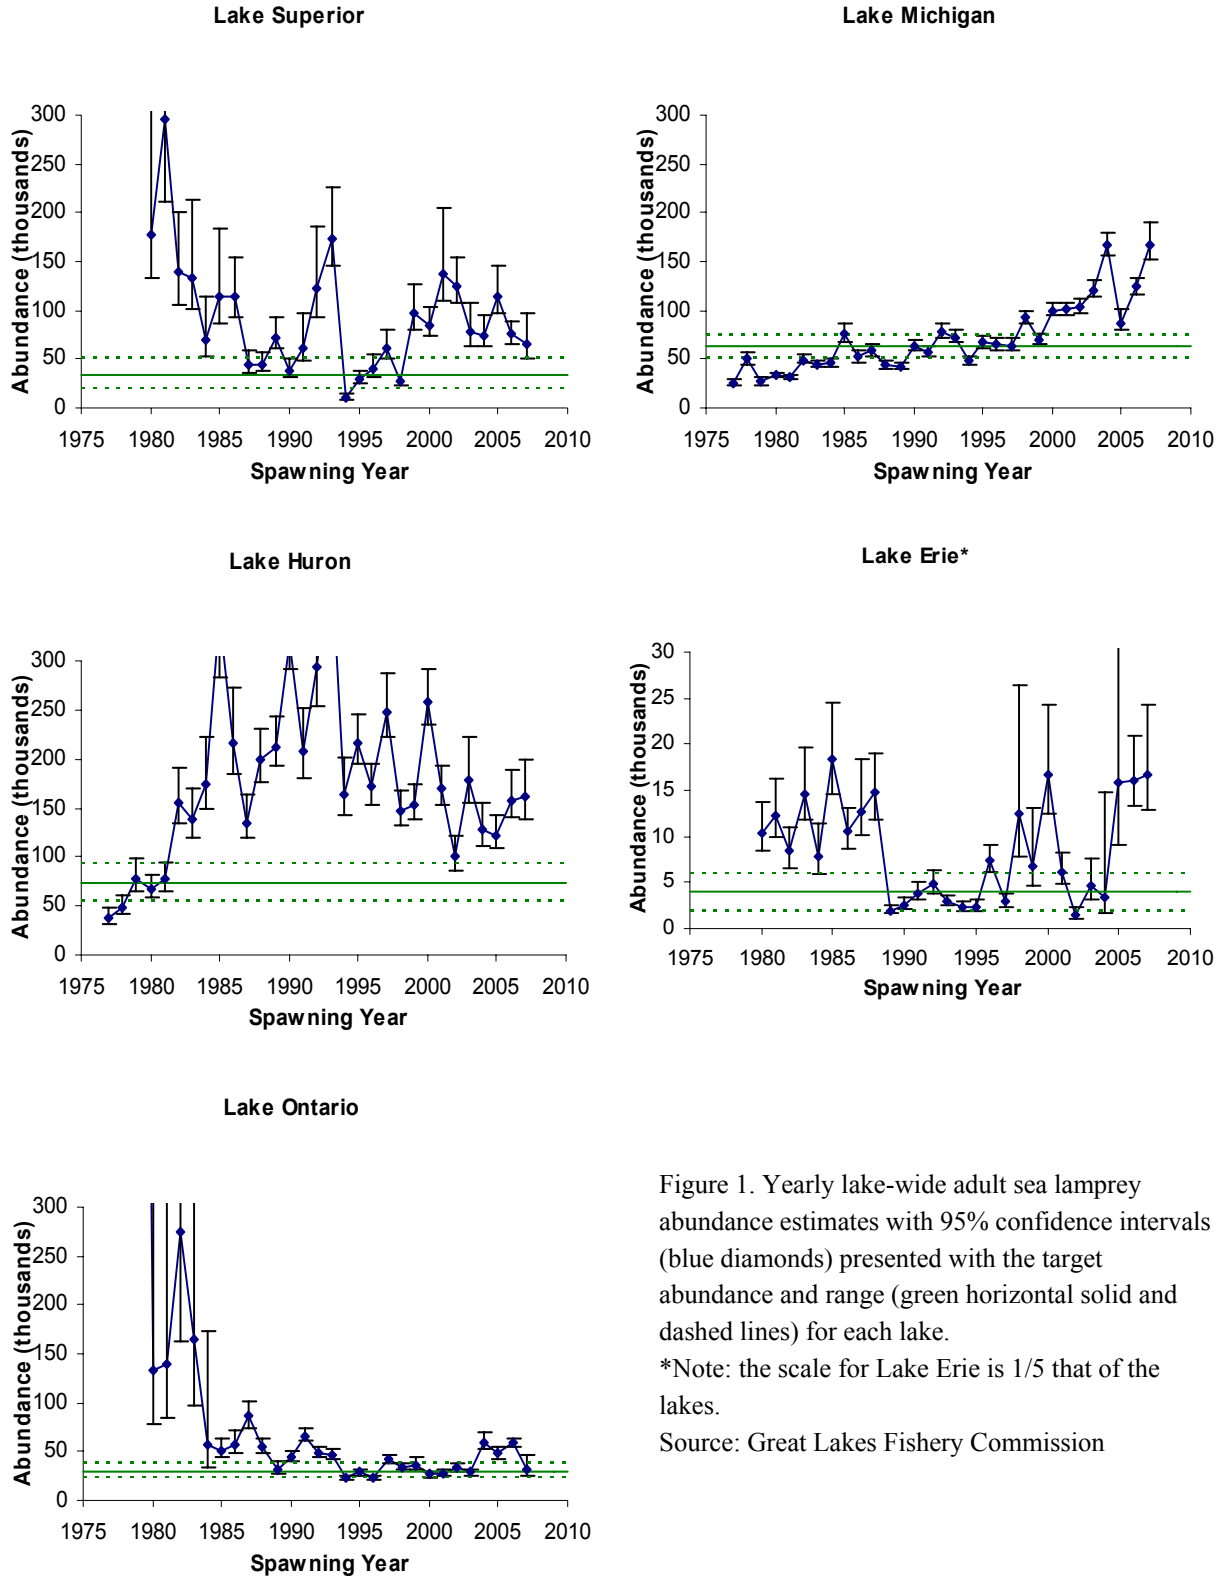 Lake Superior
Abundance (thousands)
300
250
200
150
100
50
0
1975 1980 1985 1990 1995 2000 2005 2010
Spawning Year
Lake Michigan
Abundance (thousands)
300
250
200
150
100
50
0
1975 1980 1985 1990 1995 2000 2005 2010
Spawning Year
Lake Huron
Abundance (thousands)
300
250
200
150
100
50
0
1975 1980 1985 1990 1995 2000 2005 2010
Spawning Year
Lake Erie*
Abundance (thousands)
30
25
20
15
10
5
0
1975 1980 1985 1990 1995 2000 2005 2010
Spawning Year
Lake Ontario
Abundance (thousands)
300
250
200
150
100
50
0
1975 1980 1985 1990 1995 2000 2005 2010
Spawning Year
Figure 1. Yearly lake-wide adult sea lamprey
abundance estimates with 95% confidence intervals
(blue diamonds) presented with the target
abundance and range (green horizontal solid and
dashed lines) for each lake.
*Note: the scale for Lake Erie is 1/5 that of the
lakes.
Source: Great Lakes Fishery Commission